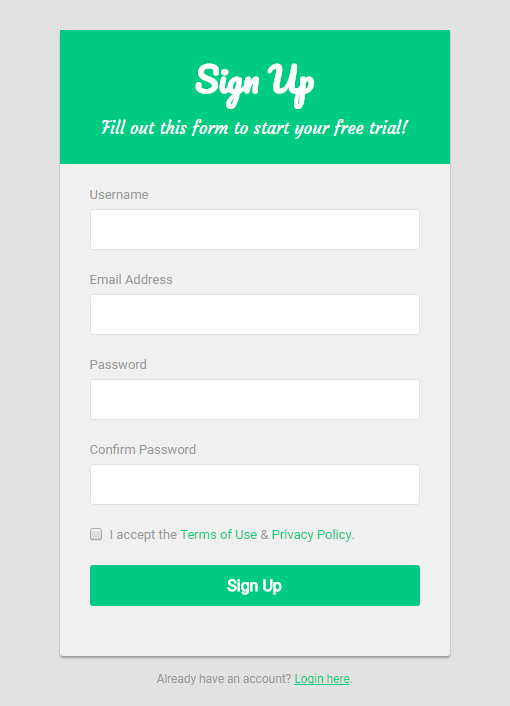 Sign Up
Fill out this form to start your free trial!
Username
Email Address
Password
Confirm Password
I accept the Terms of Use & Privacy Policy.
Sign Up
Already have an account? Login here.